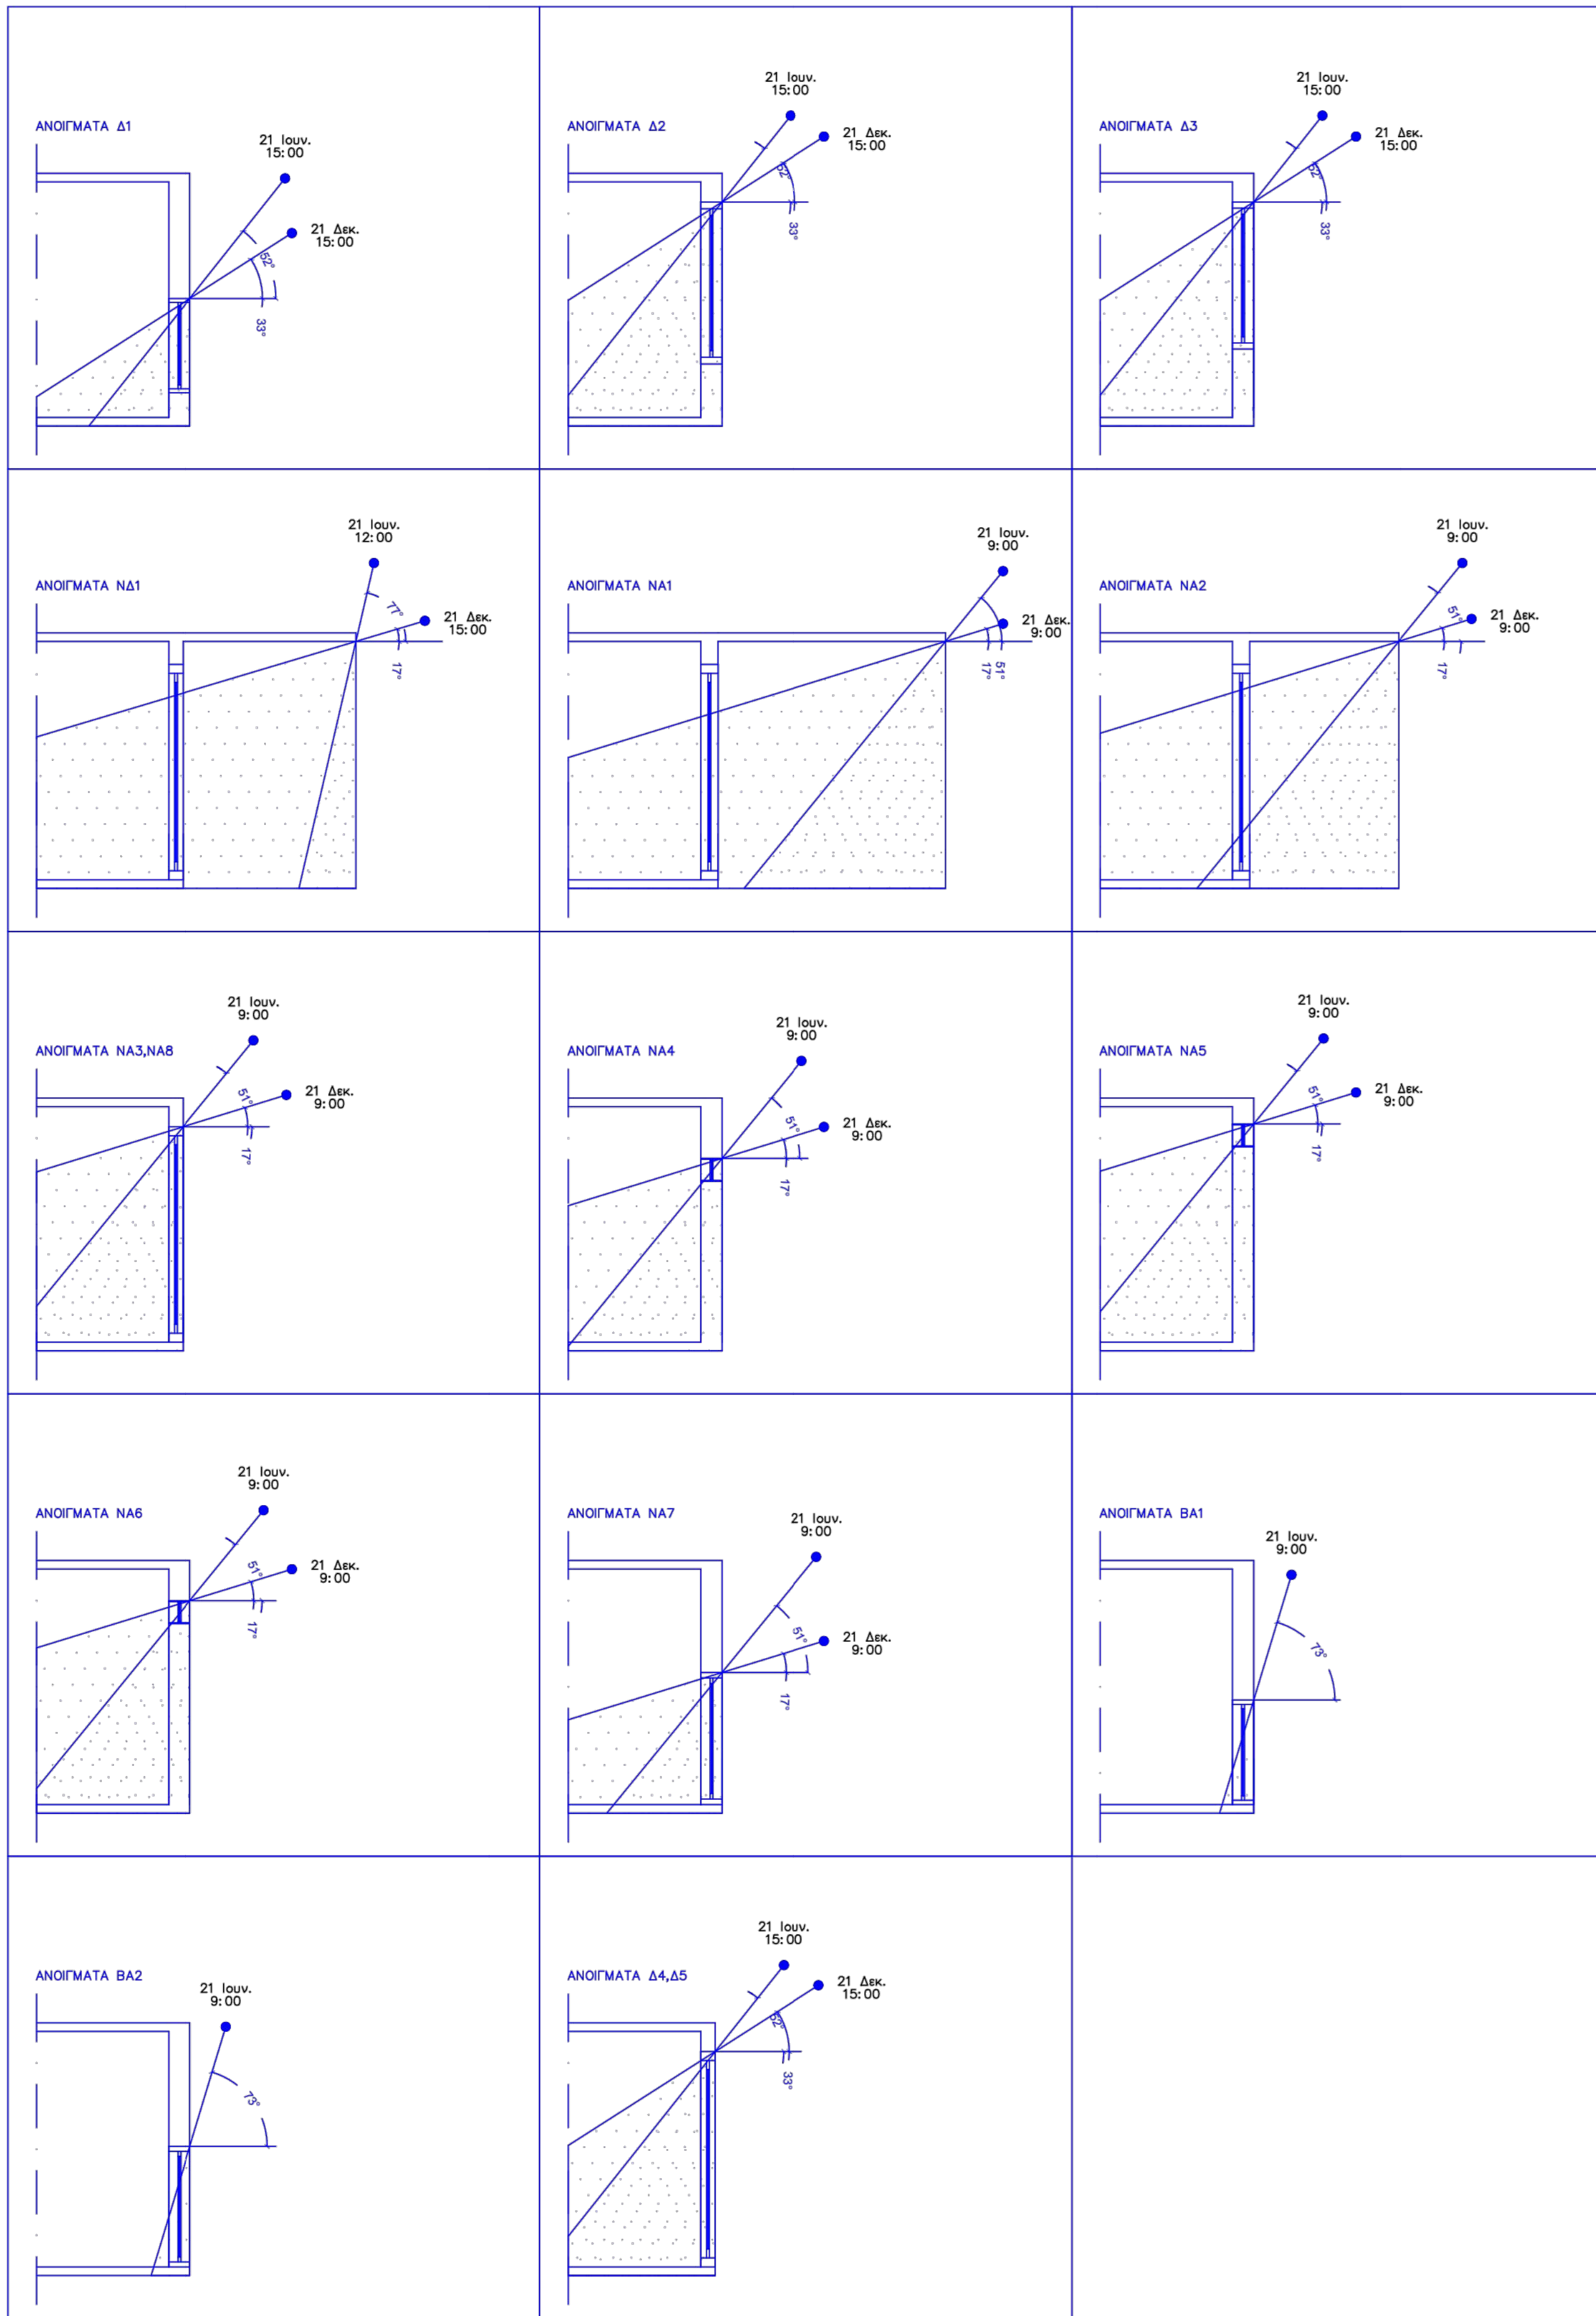 ΑΝΟΙΓΜΑΤΑ Δ1
21 Ιουν.
15:00
21 Δεκ.
15:00
52°
33°
ΑΝΟΙΓΜΑΤΑ Δ2
21 Ιουν.
15:00
21 Δεκ.
15:00
52°
33°
ΑΝΟΙΓΜΑΤΑ Δ3
21 Ιουν.
15:00
21 Δεκ.
15:00
52°
33°
ΑΝΟΙΓΜΑΤΑ ΝΔ1
21 Ιουν.
12:00
77°
21 Δεκ.
15:00
17°
ΑΝΟΙΓΜΑΤΑ ΝΑ1
21 Ιουν.
9:00
21 Δεκ.
9:00
17°
51°
ΑΝΟΙΓΜΑΤΑ ΝΑ2
21 Ιουν.
9:00
51°
21 Δεκ.
9:00
17°
ΑΝΟΙΓΜΑΤΑ ΝΑ3,ΝΑ8
21 Ιουν.
9:00
51°
21 Δεκ.
9:00
17°
ΑΝΟΙΓΜΑΤΑ ΝΑ4
21 Ιουν.
9:00
51°
21 Δεκ.
9:00
17°
ΑΝΟΙΓΜΑΤΑ ΝΑ5
21 Ιουν.
9:00
51°
21 Δεκ.
9:00
17°
ΑΝΟΙΓΜΑΤΑ ΝΑ6
21 Ιουν.
9:00
51°
21 Δεκ.
9:00
17°
ΑΝΟΙΓΜΑΤΑ ΝΑ7
21 Ιουν.
9:00
51°
21 Δεκ.
9:00
17°
ΑΝΟΙΓΜΑΤΑ ΒΑ1
21 Ιουν.
9:00
73°
ΑΝΟΙΓΜΑΤΑ ΒΑ2
21 Ιουν.
9:00
73°
ΑΝΟΙΓΜΑΤΑ Δ4,Δ5
21 Ιουν.
15:00
21 Δεκ.
15:00
52°
33°